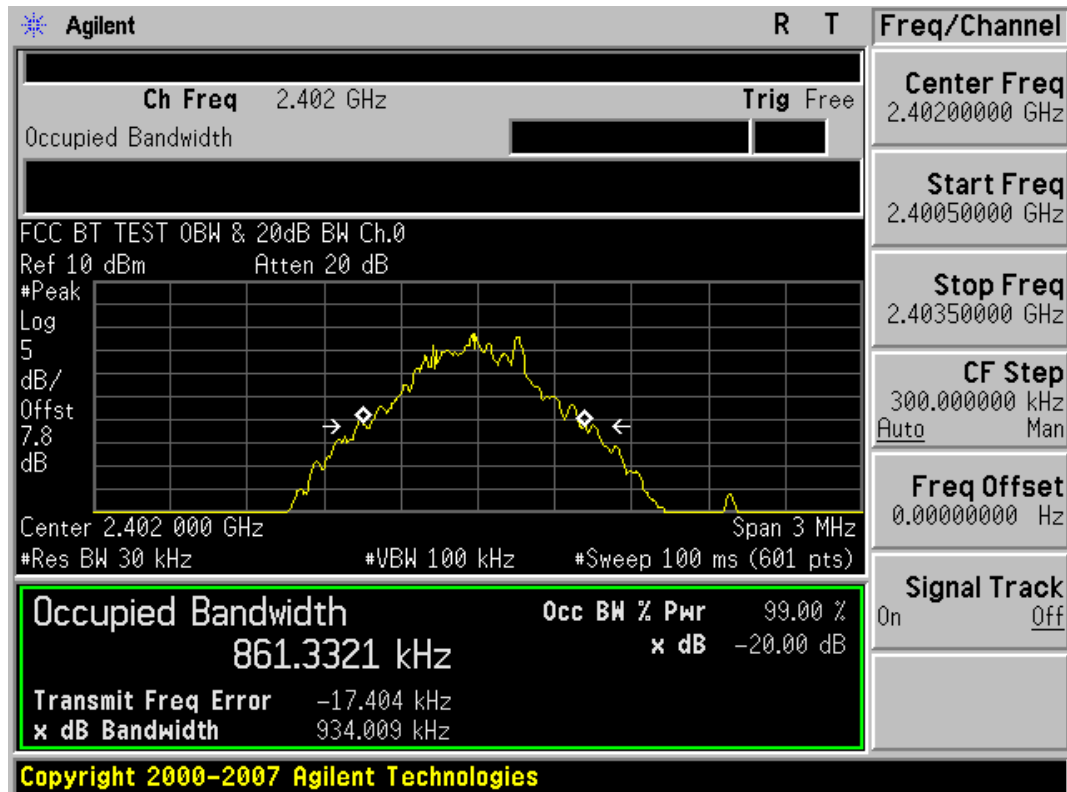 Agilent
R T
Freq/Channel
Ch Freq 2.402 GHz
Trig Free
Occupied Bandwidth
Center Freq
2.40200000 GHz
Start Freq
2.40050000 GHz
Stop Freq
2.40350000 GHz
CF Step
300.000000 kHz
Auto Man
Freq Offset
0.00000000 Hz
Signal Track
On Off
FCC BT TEST OBW & 20dB BW Ch.0
Ref 10 dBm Atten 20 dB
#Peak
Log
5
dB/
Offst
7.8
dB
Center 2.402 000 GHz Span 3 MHz
#Res BW 30 kHz #VBW 100 kHz #Sweep 100 ms (601 pts)
Occupied Bandwidth
861.3321 kHz
Occ BW % Pwr 99.00 %
x dB -20.00 dB
Transmit Freq Error -17.404 kHz
x dB Bandwidth 934.009 kHz
Copyright 2000-2007 Agilent Technologies